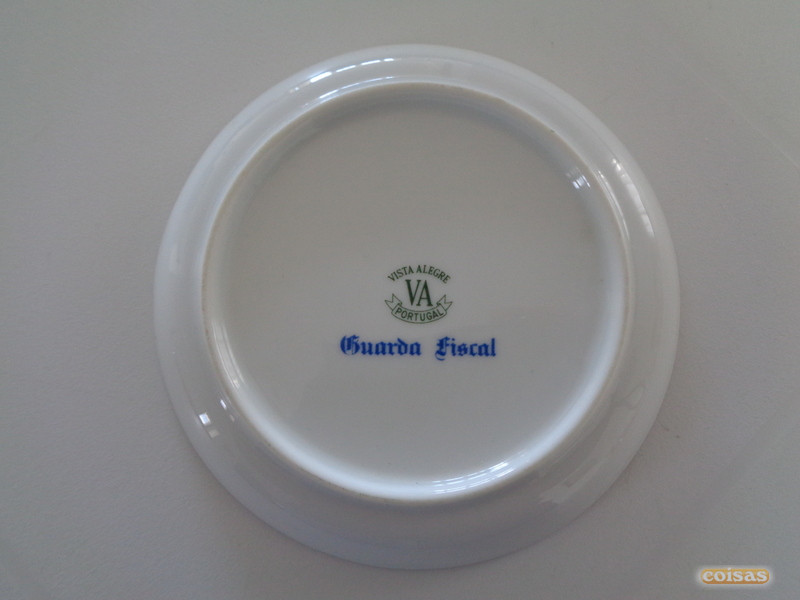 VISTA ALEGRE
VA
PORTUGAL
Guarda Fiscal
coisas